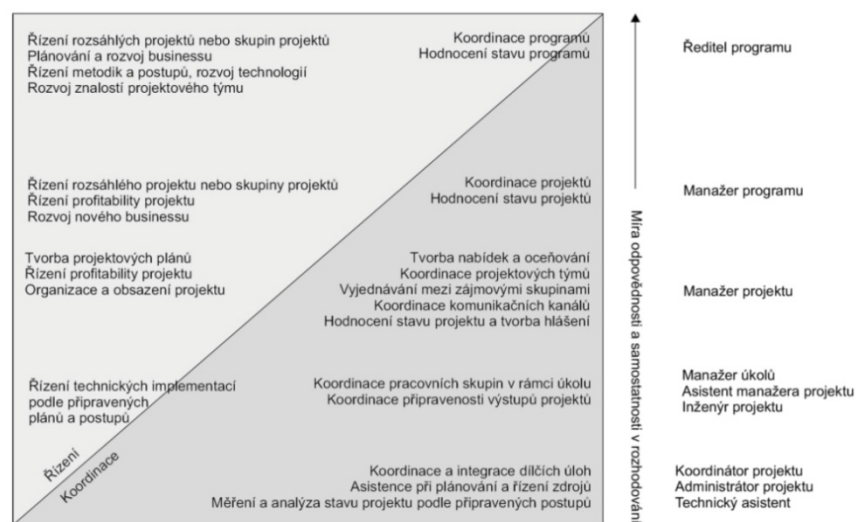 Řízení rozsáhlých projektů nebo skupin projektů
Plánování a rozvoj businessu
Řízení metodik a postupů, rozvoj technologií
Rozvoj znalostí projektového týmu
Koordinace programů
Hodnocení stavu programů
Ředitel programu
Řízení rozsáhlého projektu nebo skupiny projektů
Řízení profitability projektu
Rozvoj nového businessu
Koordinace projektů
Hodnocení stavu projektů
Manažer programu
Tvorba projektových plánů
Řízení profitability projektu
Organizace a obsazení projektu
Tvorba nabídek a oceňování
Koordinace projektových týmů
Vyjednávání mezi zájmovými skupinami
Koordinace komunikačních kanálů
Hodnocení stavu projektu a tvorba hlášení
Manažer projektu
Řízení technických implementací
podle připravených
plánů a postupů
Koordinace pracovních skupin v rámci úkolu
Koordinace připravenosti výstupů projektů
Manažer úkolů
Asistent manažera projektu
Inženýr projektu
Řízení
Koordinace
Koordinace a integrace dílčích úloh
Asistence při plánování a řízení zdrojů
Měření a analýza stavu projektu podle připravených postupů
Koordinátor projektu
Administrátor projektu
Technický asistent
Míra odpovědnosti a samostatnosti v rozhodování